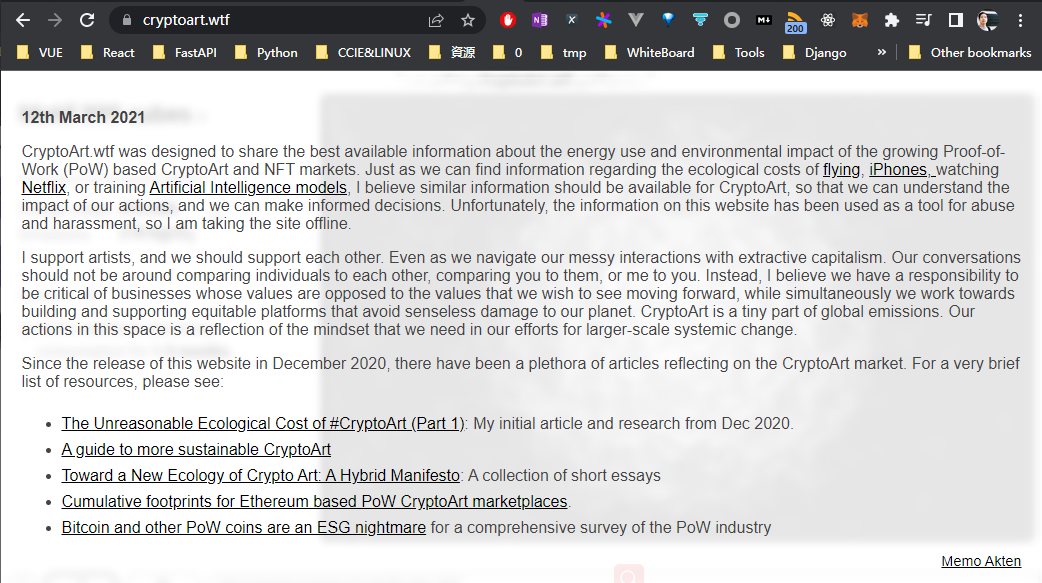 cryptoart.wtf
200
VUE
React
FastAPI
Python
CCIE&LINUX
資源
0
tmp
WhiteBoard
Tools
Django
»
Other bookmarks
12th March 2021
CryptoArt.wtf was designed to share the best available information about the energy use and environmental impact of the growing Proof-of-
Work (PoW) based CryptoArt and NFT markets. Just as we can find information regarding the ecological costs of flying, iPhones, watching
Netflix, or training Artificial Intelligence models, I believe similar information should be available for CryptoArt, so that we can understand the
impact of our actions, and we can make informed decisions. Unfortunately, the information on this website has been used as a tool for abuse
and harassment, so I am taking the site offline.
I support artists, and we should support each other. Even as we navigate our messy interactions with extractive capitalism. Our conversations
should not be around comparing individuals to each other, comparing you to them, or me to you. Instead, I believe we have a responsibility to
be critical of businesses whose values are opposed to the values that we wish to see moving forward, while simultaneously we work towards
building and supporting equitable platforms that avoid senseless damage to our planet. CryptoArt is a tiny part of global emissions. Our
actions in this space is a reflection of the mindset that we need in our efforts for larger-scale systemic change.
Since the release of this website in December 2020, there have been a plethora of articles reflecting on the CryptoArt market. For a very brief
list of resources, please see:
• The Unreasonable Ecological Cost of #CryptoArt (Part 1): My initial article and research from Dec 2020.
• A guide to more sustainable CryptoArt
• Toward a New Ecology of Crypto Art: A Hybrid Manifesto: A collection of short essays
• Cumulative footprints for Ethereum based PoW CryptoArt marketplaces.
• Bitcoin and other PoW coins are an ESG nightmare for a comprehensive survey of the PoW industry
Memo Akten